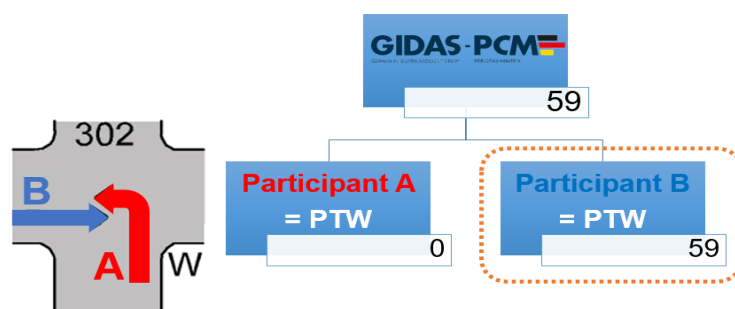 GIDAS-PCM
59
302
B
A
W
Participant A
= PTW
0
Participant B
= PTW
59